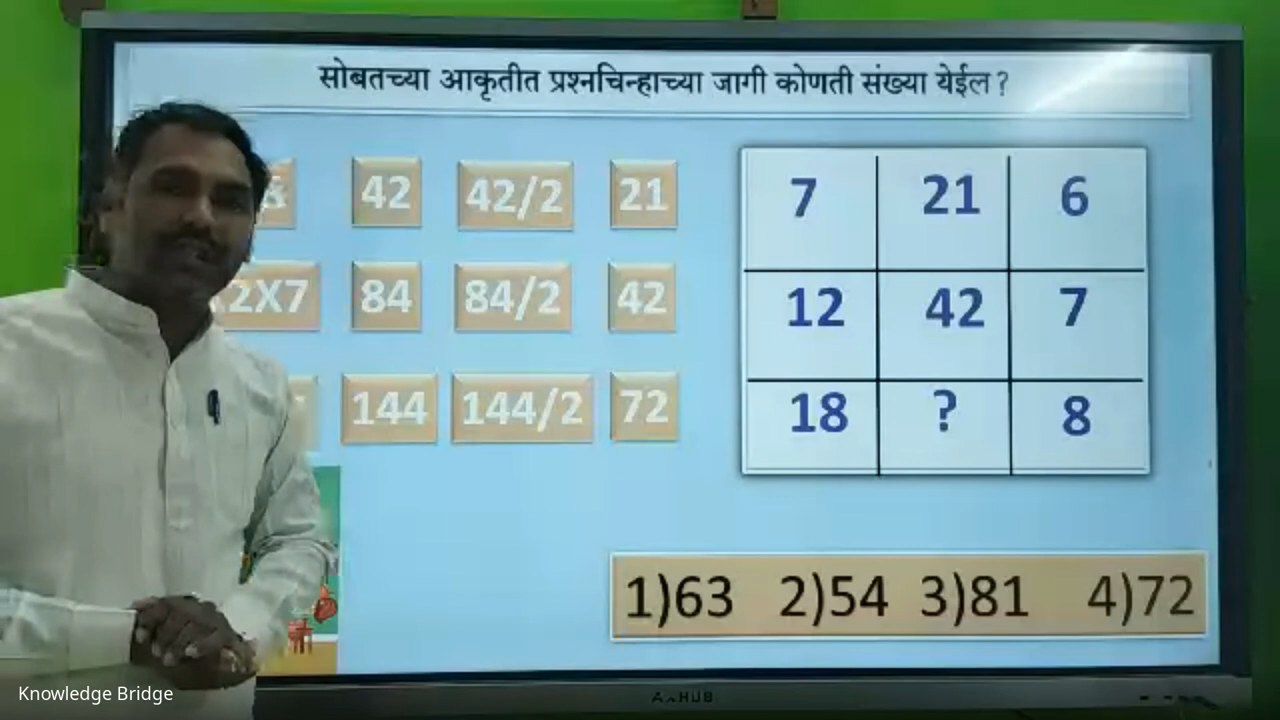 सोबतच्या आकृतीत प्रश्नचिन्हाच्या जागी कोणती संख्या येईल?
42 42/2 21
2X7 84 84/2 42
144 144/2 72
7 21 6
12 42 7
18 ? 8
1)63 2)54 3)81 4)72
Knowledge Bridge